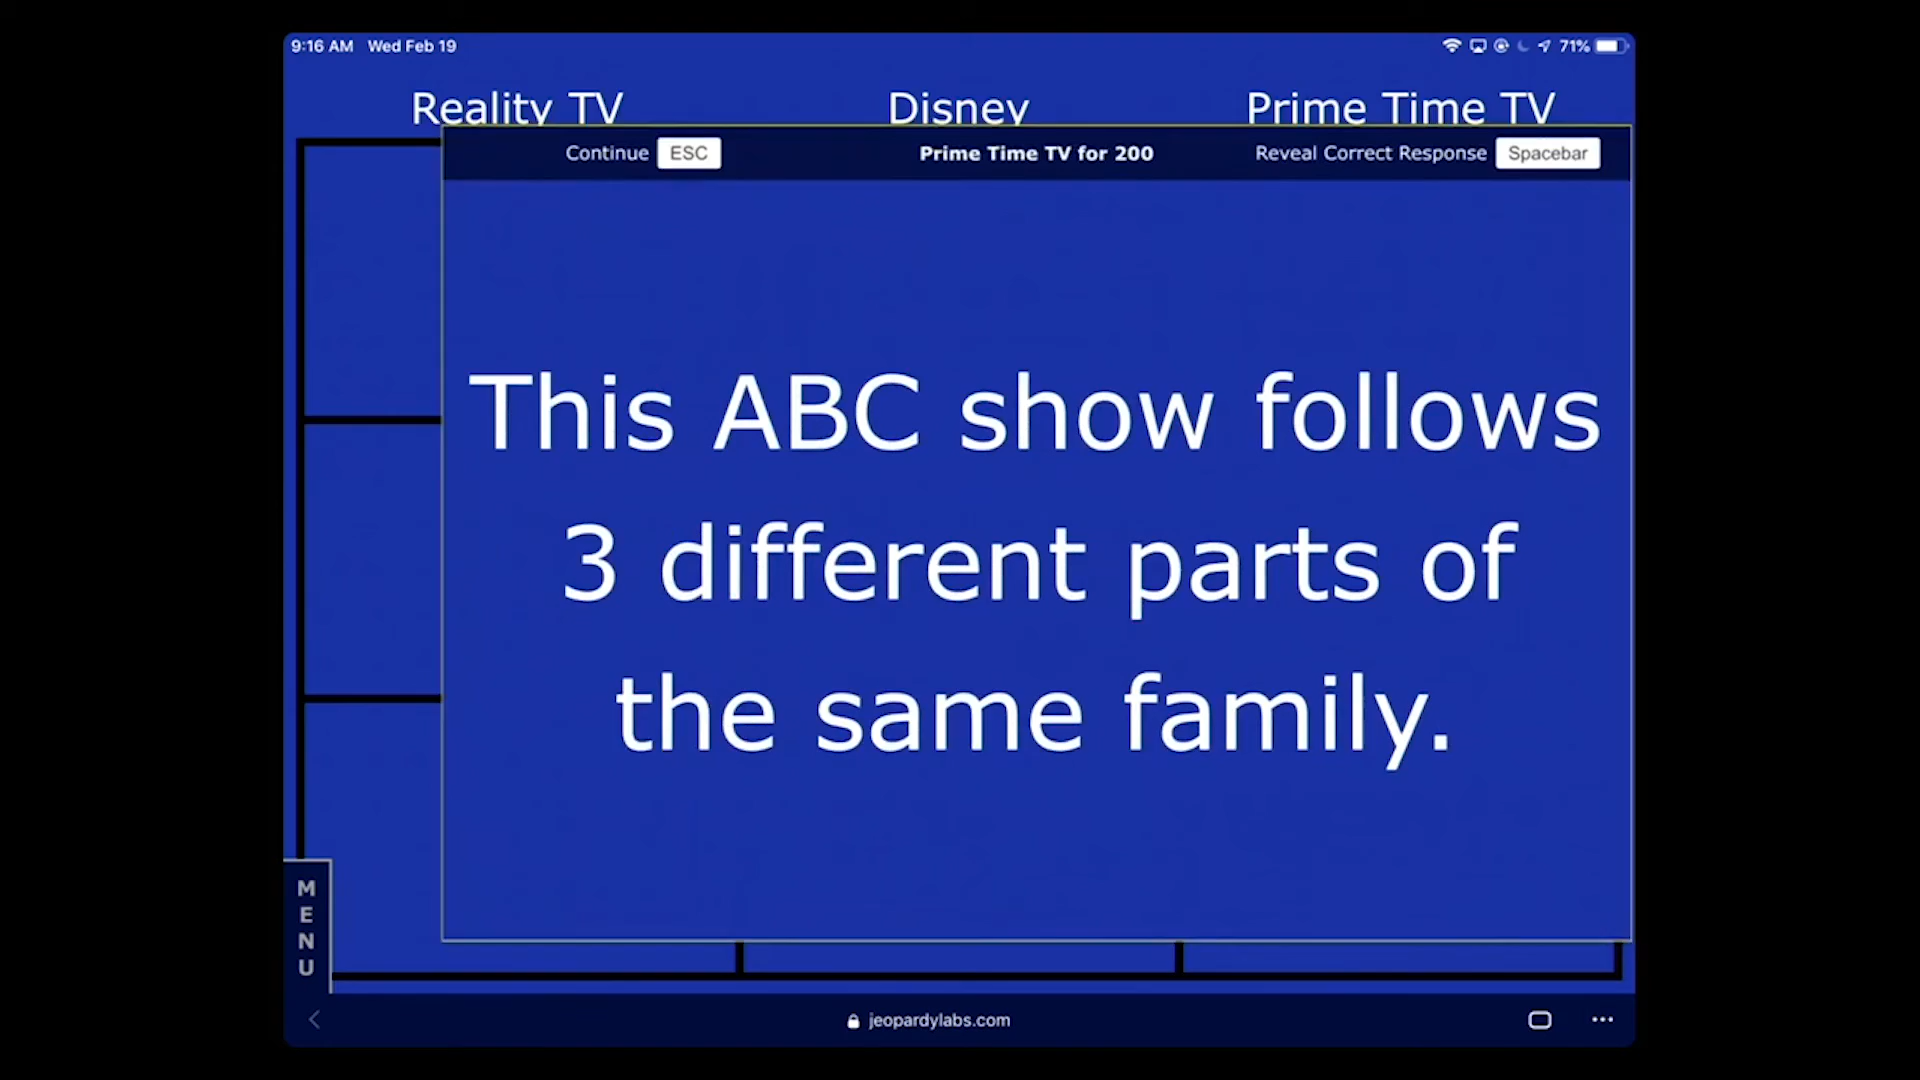 9:16 AM Wed Feb 19
71%
Reality TV
Disney
Prime Time TV
Continue ESC
Prime Time TV for 200
Reveal Correct Response Spacebar
This ABC show follows
3 different parts of
the same family.
MENU
jeopardylabs.com